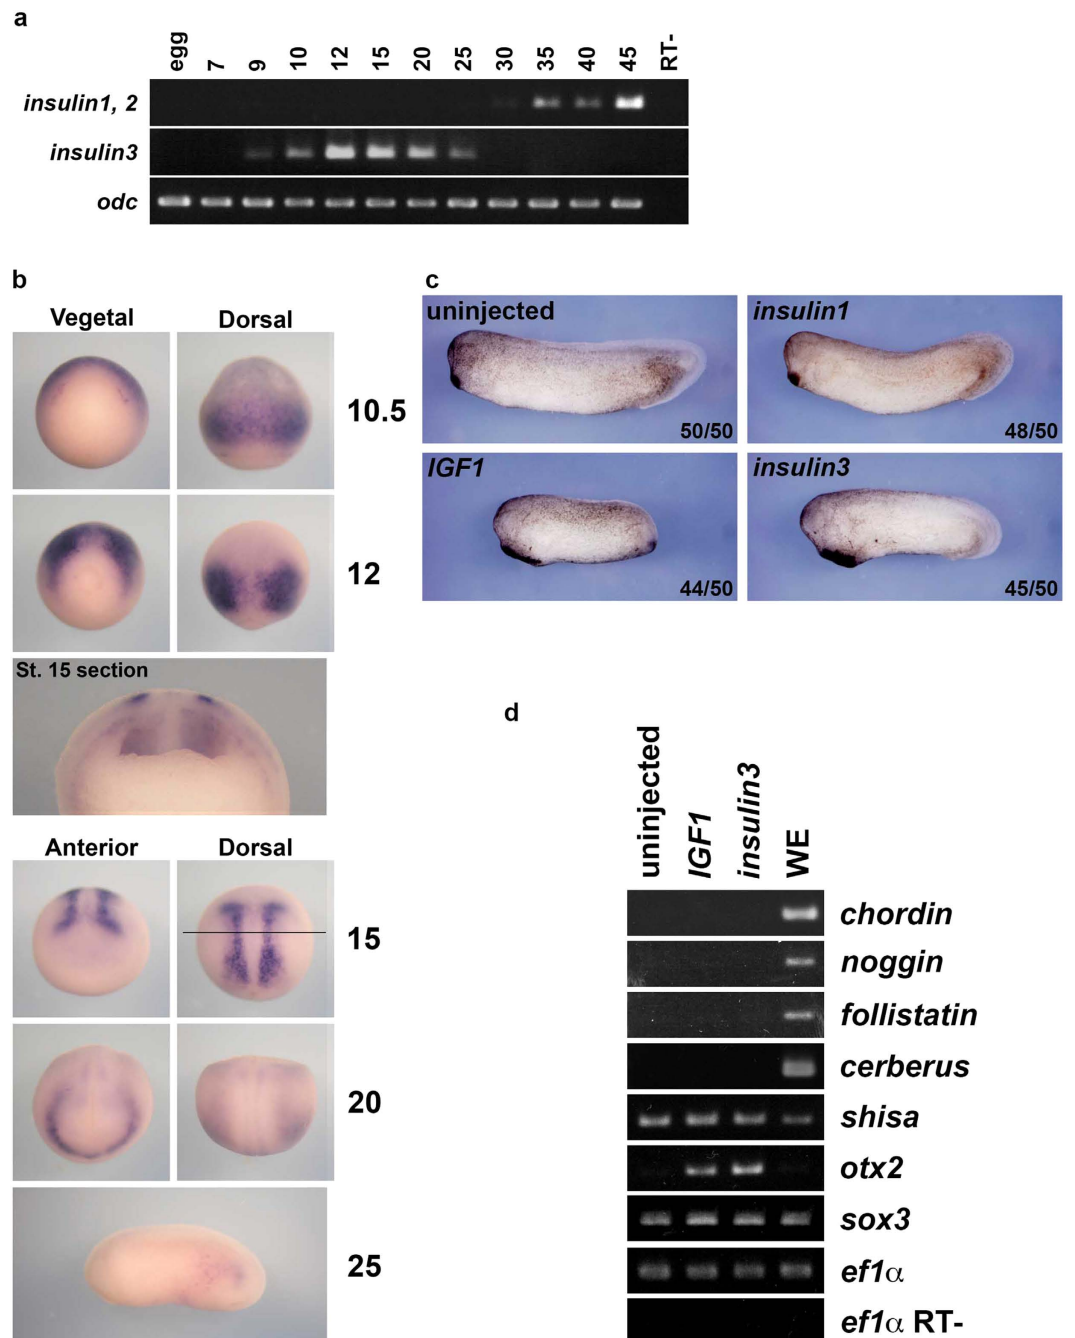 a
egg 7 9 10 12 15 20 25 30 35 40 45 RT-
insulin1, 2
insulin3
odc
b
Vegetal Dorsal
10.5
12
St. 15 section
Anterior Dorsal
15
20
25
c
uninjected
50/50
insulin1
48/50
IGF1
44/50
insulin3
45/50
d
uninjected IGF1 insulin3 WE
chordin
noggin
follistatin
cerberus
shisa
otx2
sox3
ef1α
ef1α RT-